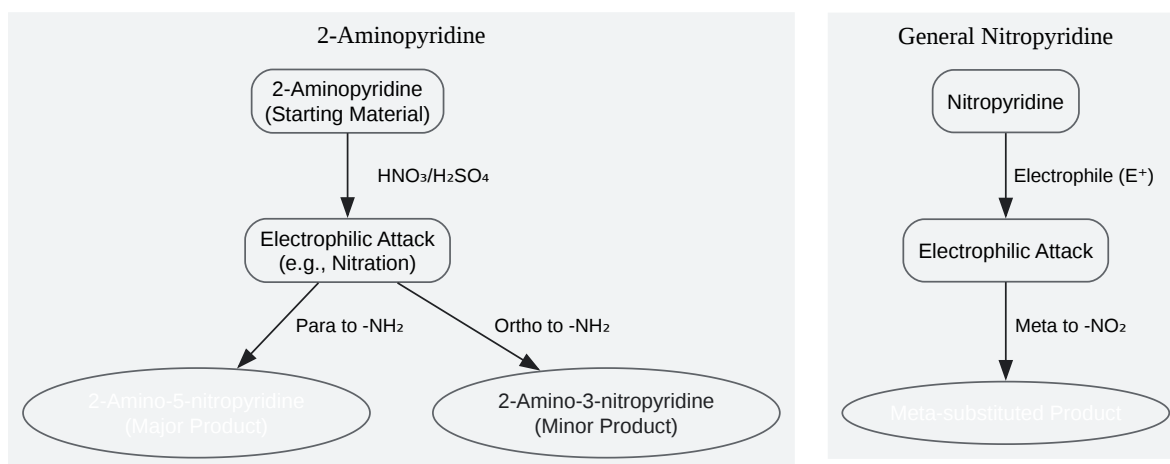 2-Aminopyridine
2-Aminopyridine
(Starting Material)
HNO₃/H₂SO₄
Electrophilic Attack
(e.g., Nitration)
Para to -NH₂
Ortho to -NH₂
2-Amino-5-nitropyridine
(Major Product)
2-Amino-3-nitropyridine
(Minor Product)
General Nitropyridine
Nitropyridine
Electrophile (E⁺)
Electrophilic Attack
Meta to -NO₂
Meta-substituted Product